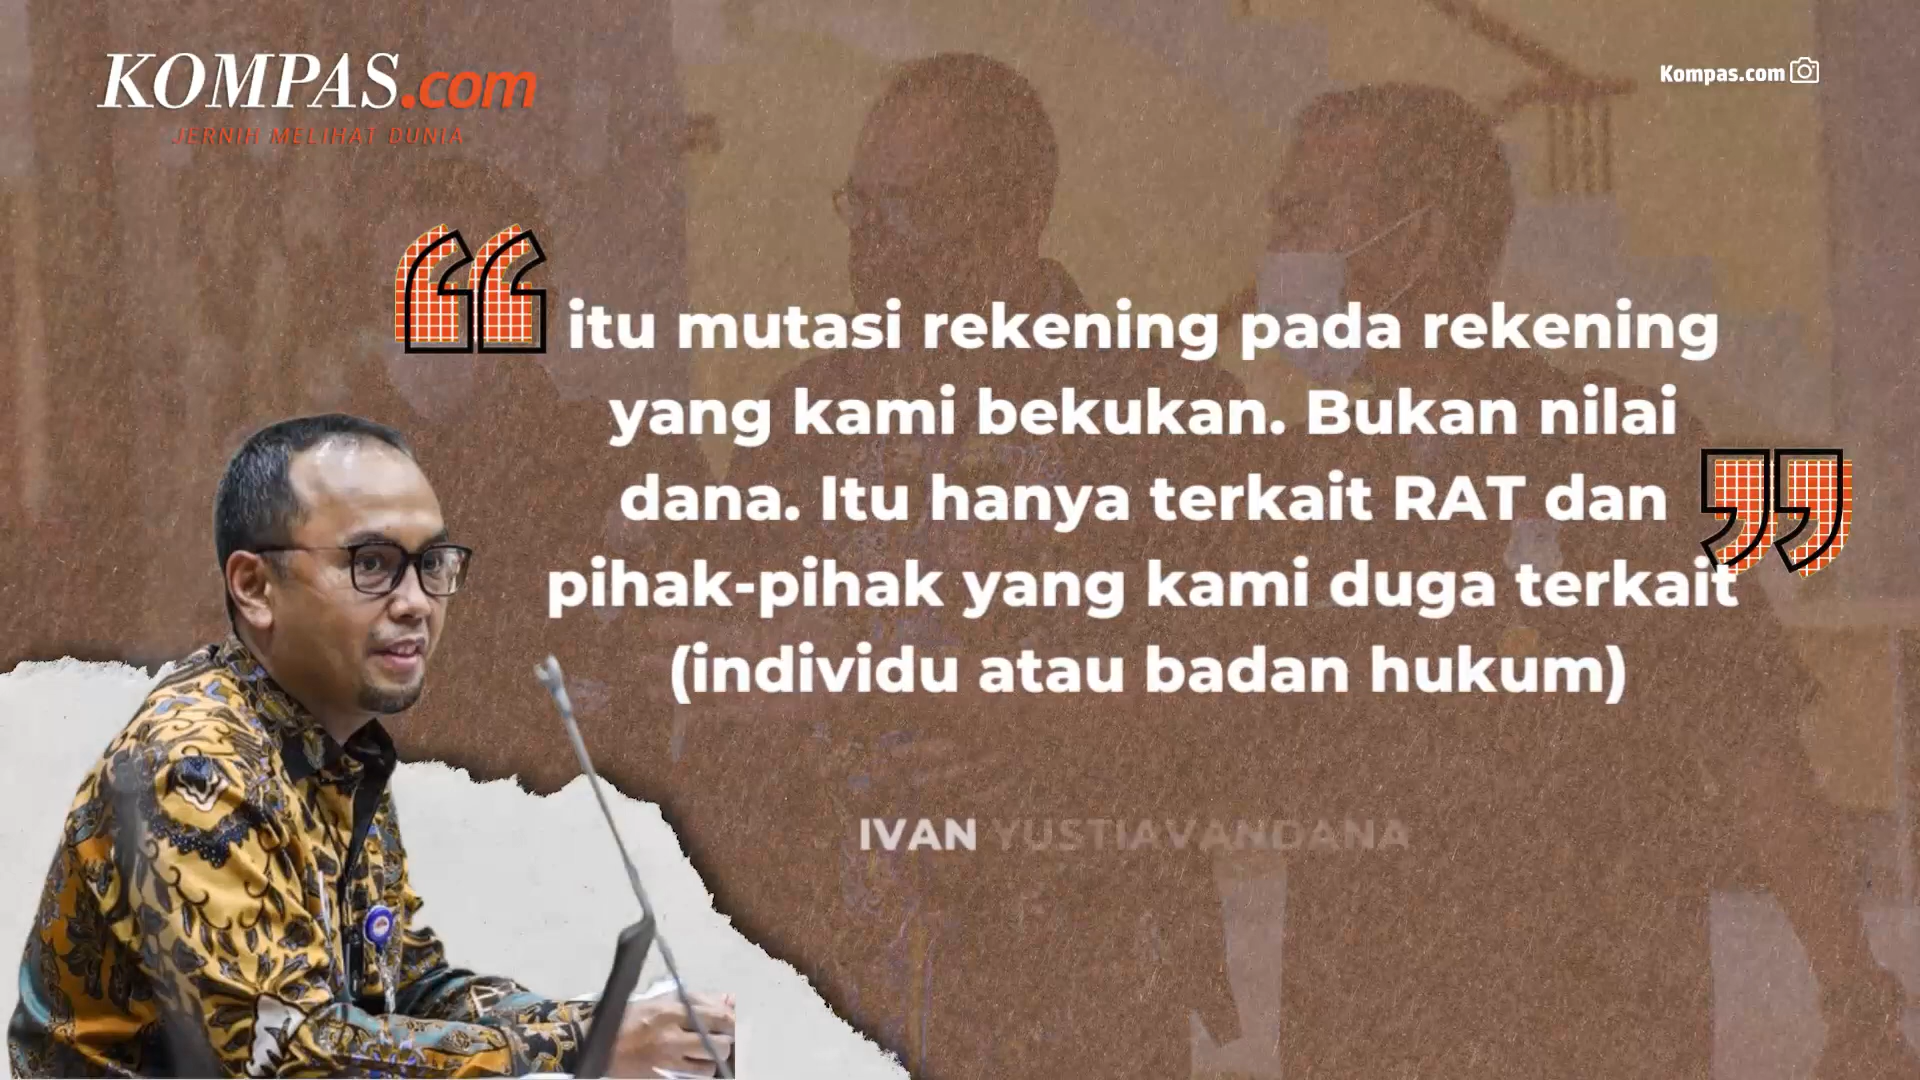 KOMPAS.com
JERNIH MELIHAT DUNIA
Kompas.com
itu mutasi rekening pada rekening
yang kami bekukan. Bukan nilai
dana. Itu hanya terkait RAT dan
pihak-pihak yang kami duga terkait
(individu atau badan hukum)
IVAN YUSTIAVANDANA